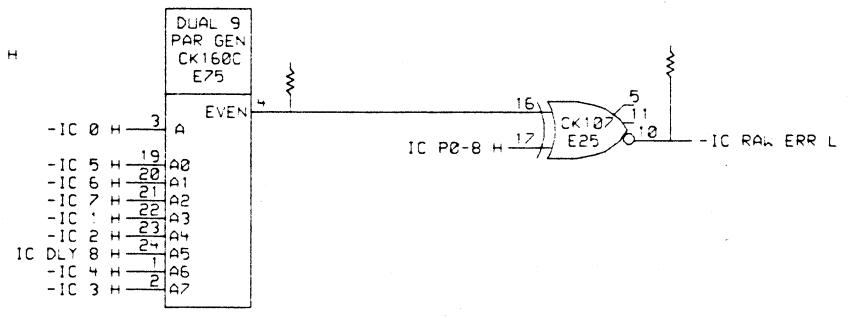 H
DUAL 9
PAR GEN
CK160C
E75
EVEN 4
-IC 0 H 3 A
-IC 5 H 19 A0
-IC 6 H 20 A1
-IC 7 H 21 A2
-IC 1 H 22 A3
-IC 2 H 23 A4
IC DLY 8 H 24 A5
-IC 4 H 1 A6
-IC 3 H 2 A7
16
IC P0-8 H 17
CK107
E25
5
11
10
-IC RAW ERR L